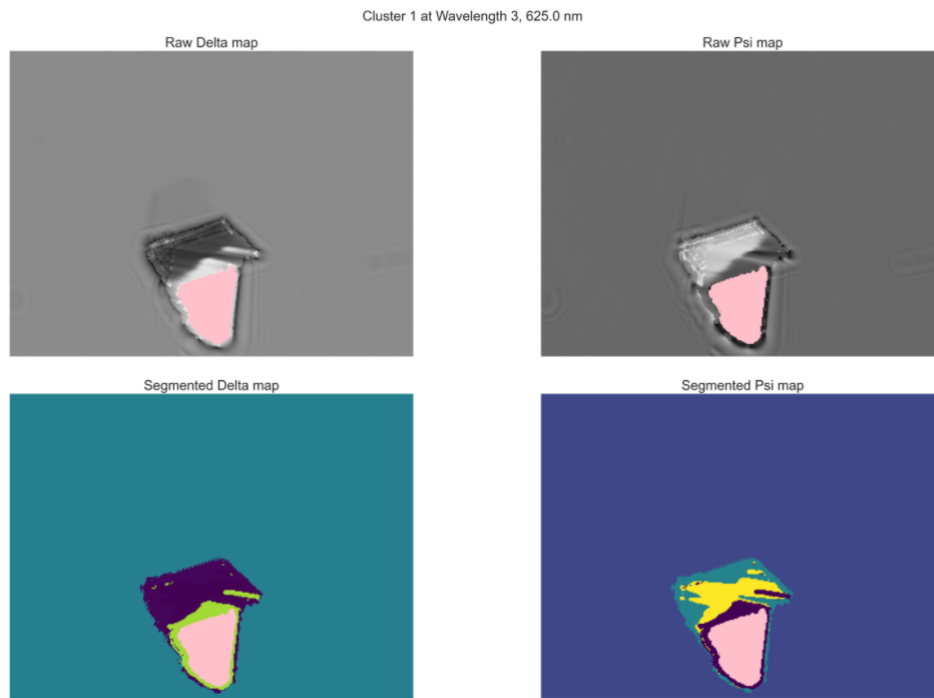 Cluster 1 at Wavelength 3, 625.0 nm
Raw Delta map
Raw Psi map
Segmented Delta map
Segmented Psi map